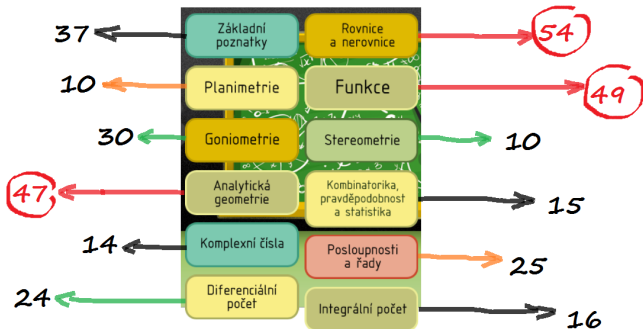 37
Základní
poznatky
Rovnice
a nerovnice
54
10
Planimetrie
Funkce
49
30
Goniometrie
Stereometrie
10
47
Analytická
geometrie
Kombinatorika,
pravděpodobnost
a statistika
15
14
Komplexní čísla
Posloupnosti
a řady
25
24
Diferenciální
počet
Integrální počet
16